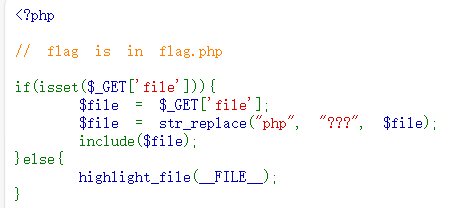 <?php
// flag is in flag.php
if(isset($_GET['file'])){
$file = $_GET['file'];
$file = str_replace("php", "???", $file);
include($file);
}else{
highlight_file(__FILE__);
}